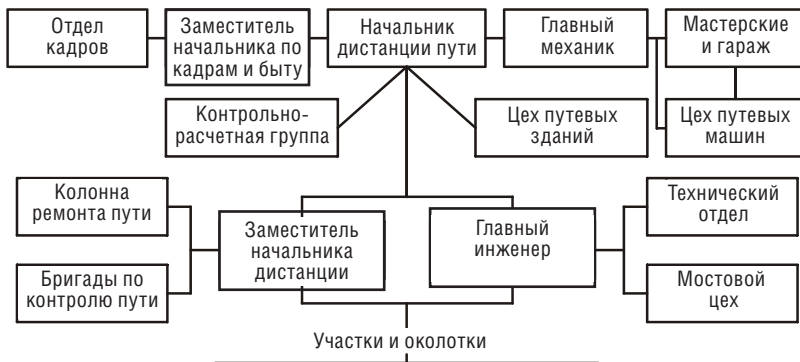 Отдел
кадров
Заместитель
начальника по
кадрам и быту
Начальник
дистанции пути
Главный
механик
Мастерские
и гараж
Контрольно-
расчетная группа
Цех путевых
зданий
Цех путевых
машин
Колонна
ремонта пути
Заместитель
начальника
дистанции
Главный
инженер
Технический
отдел
Бригады по
контролю пути
Мостовой
цех
Участки и околотки